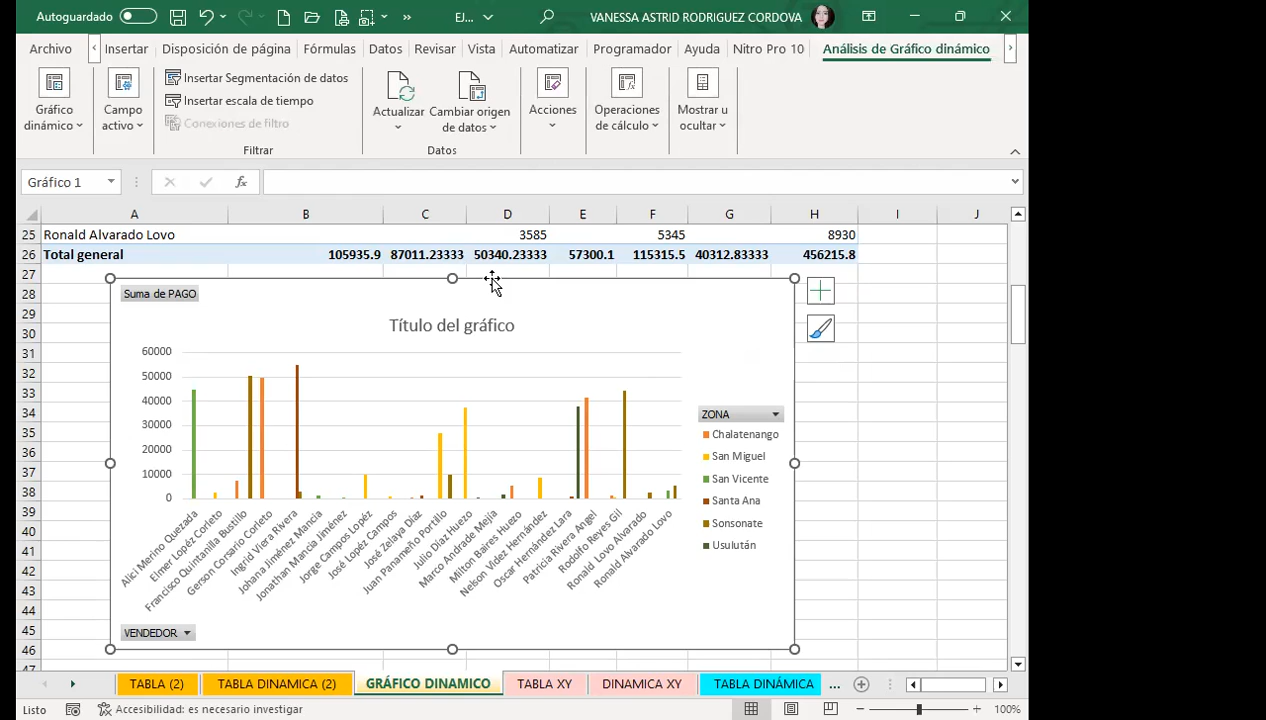 Autoguardado EJ... VANESSA ASTRID RODRIGUEZ CORDOVA
Archivo Insertar Disposición de página Fórmulas Datos Revisar Vista Automatizar Programador Ayuda Nitro Pro 10 Análisis de Gráfico dinámico
Gráfico dinámico
Campo activo
Insertar Segmentación de datos
Insertar escala de tiempo
Conexiones de filtro
Filtrar
Actualizar
Cambiar origen de datos
Datos
Acciones
Operaciones de cálculo
Mostrar u ocultar
Gráfico 1 fx
A B C D E F G H I J
25 Ronald Alvarado Lovo 3585 5345 8930
26 Total general 105935.9 87011.23333 50340.23333 57300.1 115315.5 40312.83333 456215.8
27
28
29
30
31
32
33
34
35
36
37
38
39
40
41
42
43
44
45
46
47
Suma de PAGO
Título del gráfico
60000
50000
40000
30000
20000
10000
0
Alici Merino Quezada
Elmer Lopéz Corleto
Francisco Quintanilla Bustillo
Gerson Corsario Corleto
Ingrid Viera Rivera
Johana Jiménez Mancia
Jonathan Mancía Jiménez
Jorge Campos Lopéz
José Lopéz Campos
José Zelaya Díaz
Juan Panameño Portillo
Julio Díaz Huezo
Marco Andrade Mejía
Milton Baires Huezo
Nelson Videz Hernández
Oscar Hernández Lara
Patricia Rivera Angel
Rodolfo Reyes Gil
Ronald Lovo Alvarado
Ronald Alvarado Lovo
ZONA
Chalatenango
San Miguel
San Vicente
Santa Ana
Sonsonate
Usulután
VENDEDOR
TABLA (2) TABLA DINAMICA (2) GRÁFICO DINAMICO TABLA XY DINAMICA XY TABLA DINÁMICA ...
Listo Accesibilidad: es necesario investigar 100%